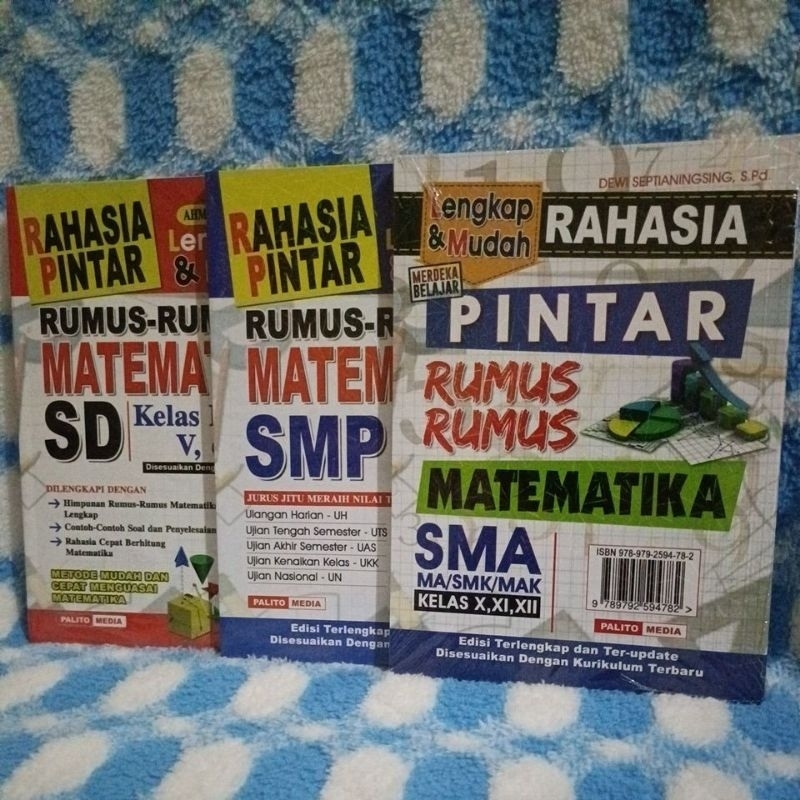 RAHASIA
PINTAR
RUMUS-RUM
MATEMAT
SD
Kelas
V,
Disesuaikan Deng
DILENGKAPI DENGAN
Himpunan Rumus-Rumus Matematika
Lengkap
Contoh-Contoh Soal dan Penyelesaian
Rahasia Cepat Berhitung
Matematika
METODE MUDAH DAN
CEPAT MENGUASAI
MATEMATIKA
PALITO MEDIA
AHM
Len
&
RAHASIA
PINTAR
RUMUS-R
MATEM
SMP
JURUS JITU MERAIH NILAI T
Ulangan Harian - UH
Ujian Tengah Semester - UTS
Ujian Akhir Semester - UAS
Ujian Kenaikan Kelas - UKK
Ujian Nasional - UN
PALITO MEDIA
Edisi Terlengkap
Disesuaikan Dengan
DEWI SEPTIANINGSING, S.Pd.
Lengkap
&Mudah
RAHASIA
MERDEKA
BELAJAR
PINTAR
RUMUS
RUMUS
MATEMATIKA
SMA
MA/SMK/MAK
KELAS X,XI,XII
ISBN 978-979-2594-78-2
9 789792 594782 >
PALITO MEDIA
Edisi Terlengkap dan Ter-update
Disesuaikan Dengan Kurikulum Terbaru